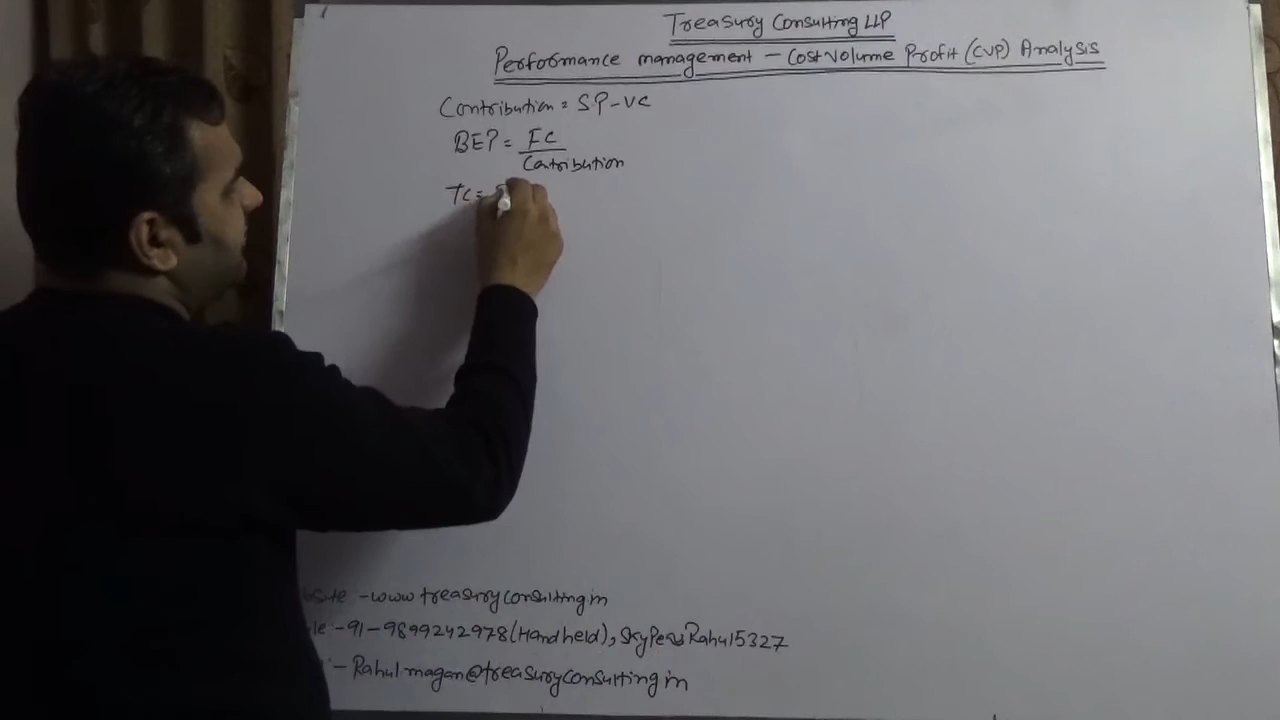 Treasury Consulting LLP
Performance management - Cost Volume Profit (CVP) Analysis
Contribution = SP-VC
BEP = FC
Contribution
TC=
-www treasuryconsulting in
-91-9899242978 (Handheld), Skype Rahul5327
- Rahul magan@treasuryconsulting in